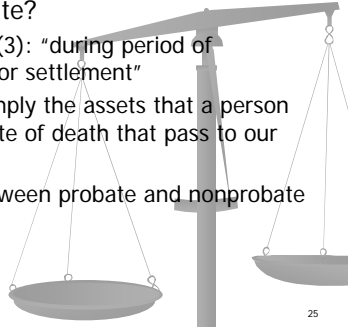 te?
(3): “during period of
or settlement”
nply the assets that a person
te of death that pass to our
ween probate and nonprobate
25